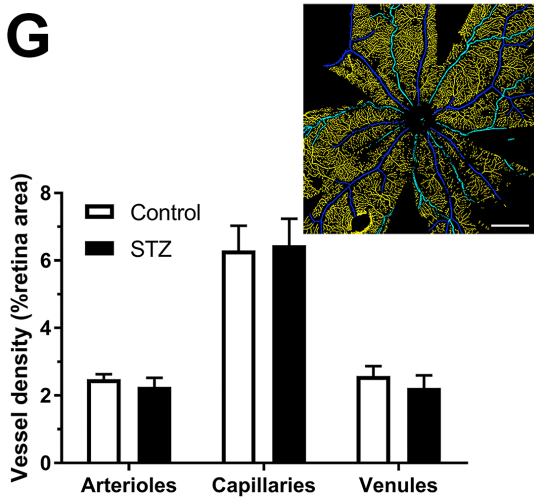 G
Vessel density (%retina area)
8
6
4
2
0
Control
STZ
Arterioles
Capillaries
Venules